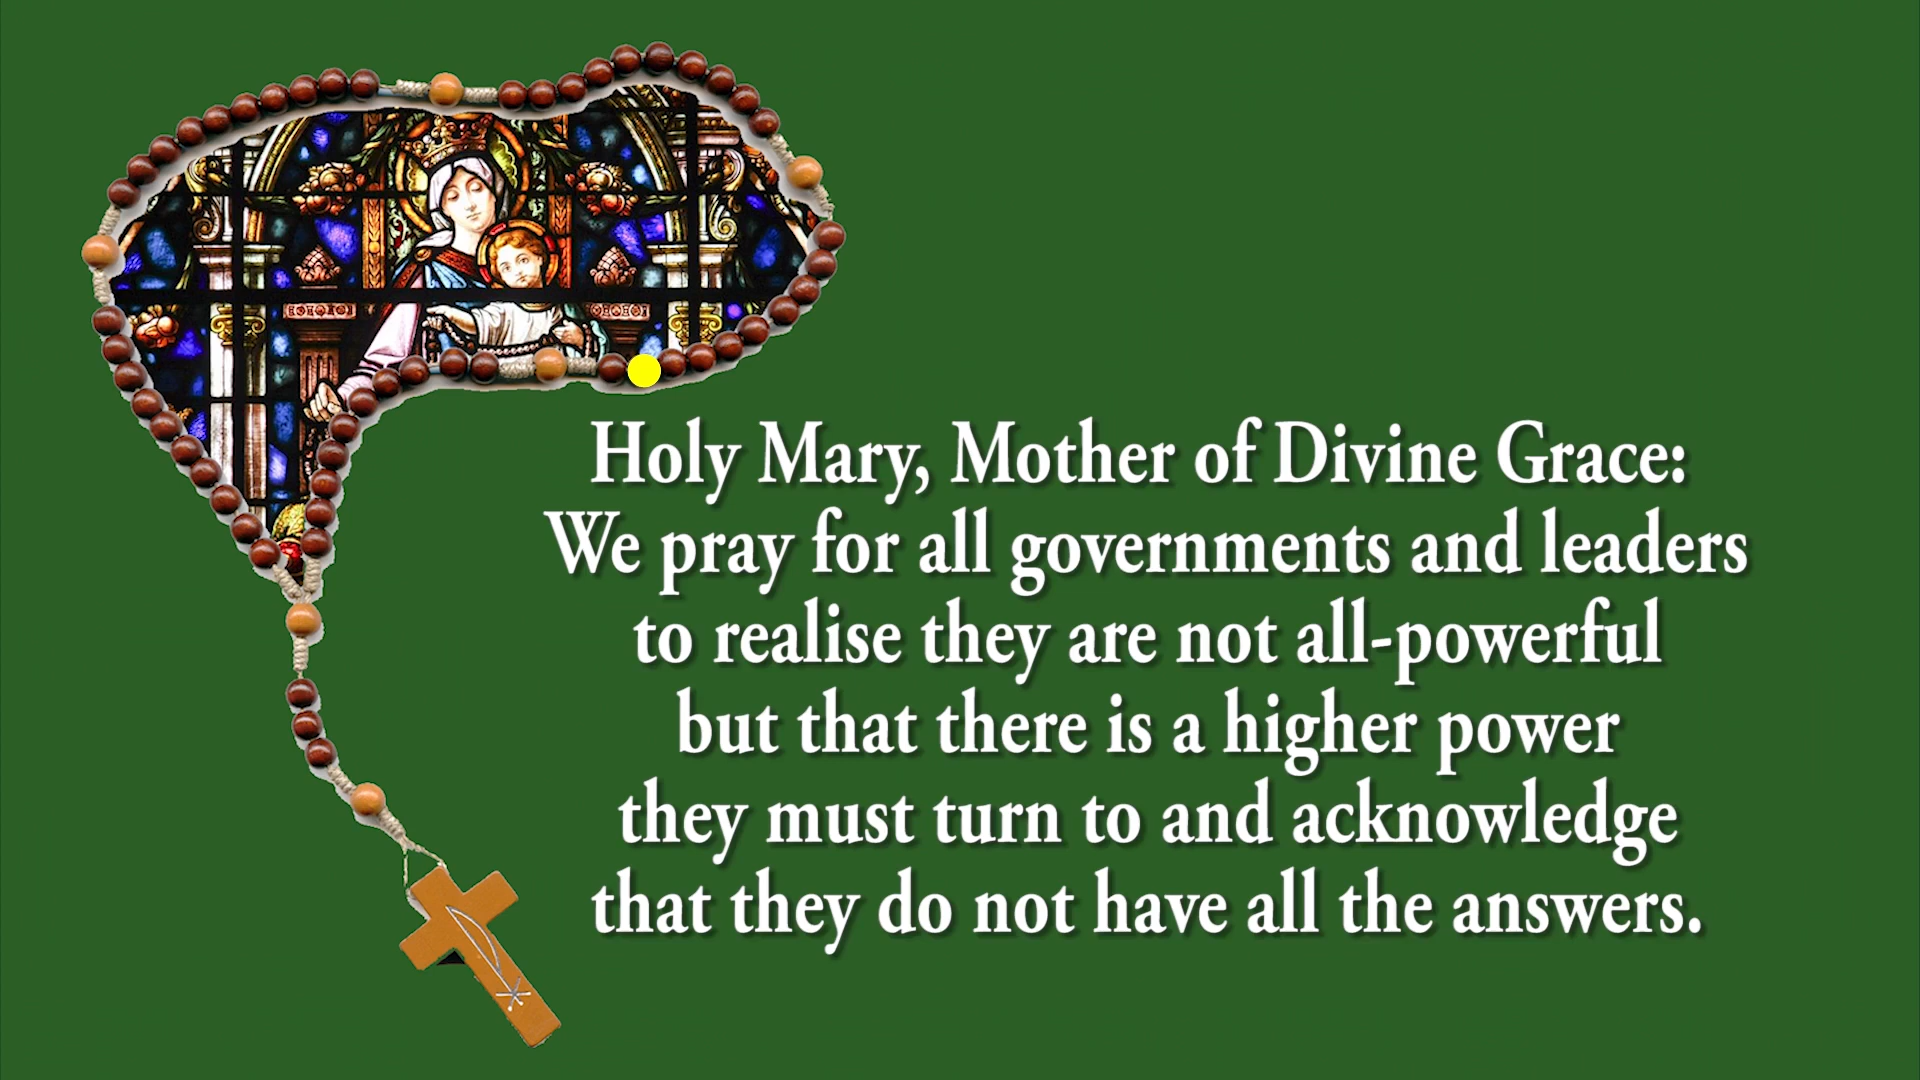 Holy Mary, Mother of Divine Grace:
We pray for all governments and leaders
to realise they are not all-powerful
but that there is a higher power
they must turn to and acknowledge
that they do not have all the answers.